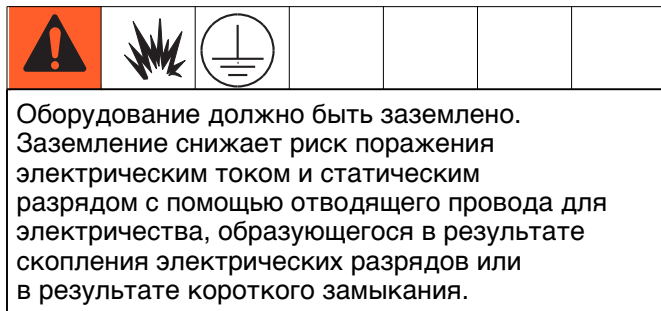 Оборудование должно быть заземлено.
Заземление снижает риск поражения
электрическим током и статическим
разрядом с помощью отводящего провода для
электричества, образующегося в результате
скопления электрических разрядов или
в результате короткого замыкания.